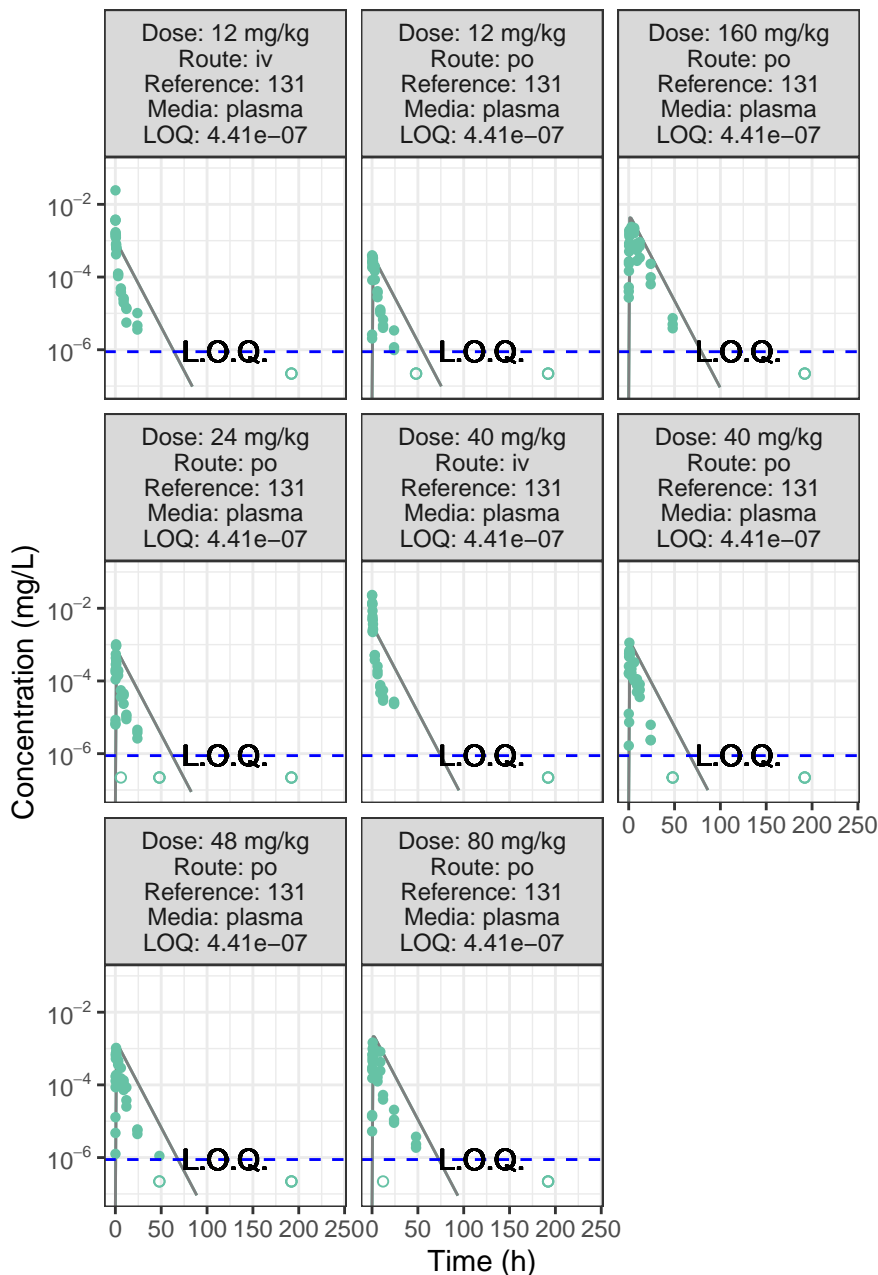 Dose: 12 mg/kg
Route: iv
Reference: 131
Media: plasma
LOQ: 4.41e−07
Dose: 12 mg/kg
Route: po
Reference: 131
Media: plasma
LOQ: 4.41e−07
Dose: 160 mg/kg
Route: po
Reference: 131
Media: plasma
LOQ: 4.41e−07
10⁻²
10⁻⁴
10⁻⁶
L.O.Q.
L.O.Q.
L.O.Q.
Dose: 24 mg/kg
Route: po
Reference: 131
Media: plasma
LOQ: 4.41e−07
Dose: 40 mg/kg
Route: iv
Reference: 131
Media: plasma
LOQ: 4.41e−07
Dose: 40 mg/kg
Route: po
Reference: 131
Media: plasma
LOQ: 4.41e−07
Concentration (mg/L)
10⁻²
10⁻⁴
10⁻⁶
L.O.Q.
L.O.Q.
L.O.Q.
0 50 100 150 200 250
Dose: 48 mg/kg
Route: po
Reference: 131
Media: plasma
LOQ: 4.41e−07
Dose: 80 mg/kg
Route: po
Reference: 131
Media: plasma
LOQ: 4.41e−07
10⁻²
10⁻⁴
10⁻⁶
L.O.Q.
L.O.Q.
0 50 100 150 200 250
0 50 100 150 200 250
Time (h)